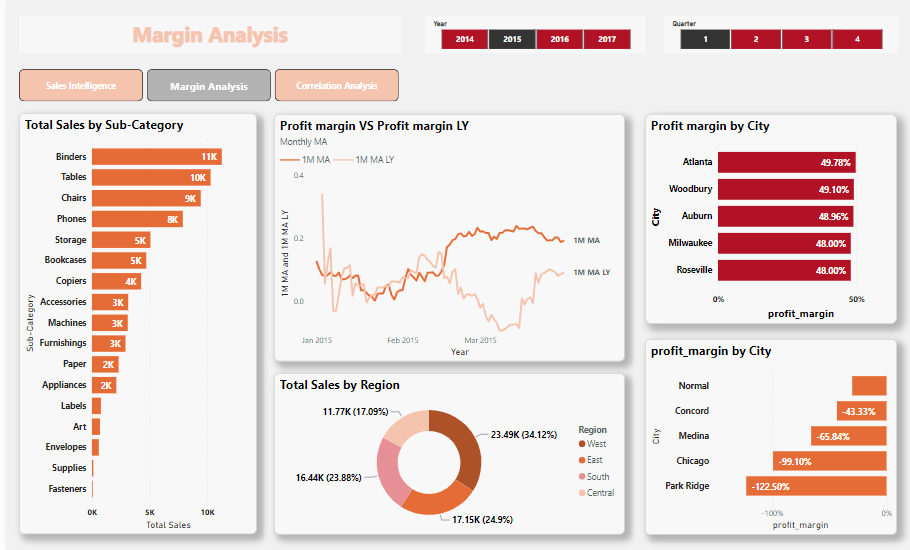 Margin Analysis
Year
2014 2015 2016 2017
Quarter
1 2 3 4
Sales Intelligence
Margin Analysis
Correlation Analysis
Total Sales by Sub-Category
Sub-Category
Binders 11K
Tables 10K
Chairs 9K
Phones 8K
Storage 5K
Bookcases 5K
Copiers 4K
Accessories 3K
Machines 3K
Furnishings 3K
Paper 2K
Appliances 2K
Labels
Art
Envelopes
Supplies
Fasteners
0K 5K 10K
Total Sales
Profit margin VS Profit margin LY
Monthly MA
1M MA 1M MA LY
1M MA and 1M MA LY
0.4
0.2
0.0
1M MA
1M MA LY
Jan 2015 Feb 2015 Mar 2015
Year
Total Sales by Region
11.77K (17.09%)
23.49K (34.12%)
16.44K (23.88%)
17.15K (24.9%)
Region
West
East
South
Central
Profit margin by City
City
Atlanta 49.78%
Woodbury 49.10%
Auburn 48.96%
Milwaukee 48.00%
Roseville 48.00%
0% 50%
profit_margin
profit_margin by City
City
Normal
Concord -43.33%
Medina -65.84%
Chicago -99.10%
Park Ridge -122.50%
-100% 0%
profit_margin